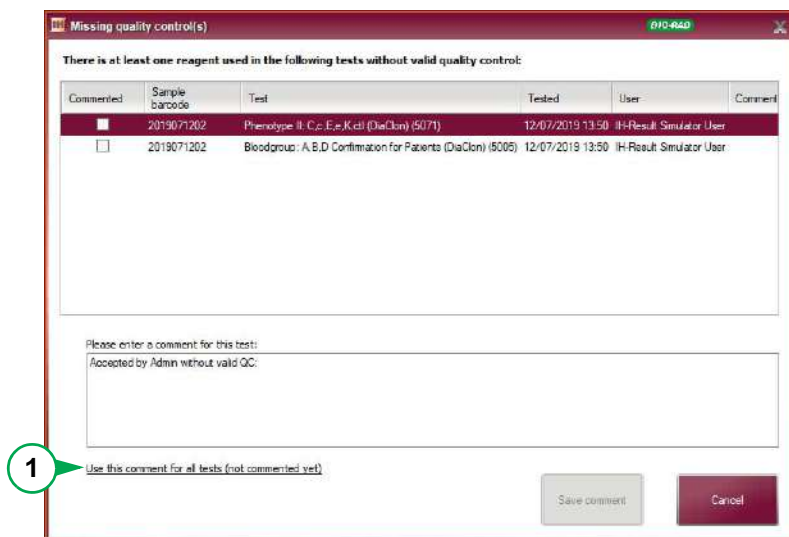 Missing quality control(s)
BIO-RAD
There is at least one reagent used in the following tests without valid quality control:
Commented
Sample barcode
Test
Tested
User
Comment
2019071202 Phenotype II: C,c,E,e,K,ctl (DiaClon) (5071) 12/07/2019 13:50 IH-Result Simulator User
2019071202 Bloodgroup: A,B,D Confirmation for Patients (DiaClon) (5005) 12/07/2019 13:50 IH-Result Simulator User
Please enter a comment for this test:
Accepted by Admin without valid QC:
1
Use this comment for all tests (not commented yet)
Save comment
Cancel